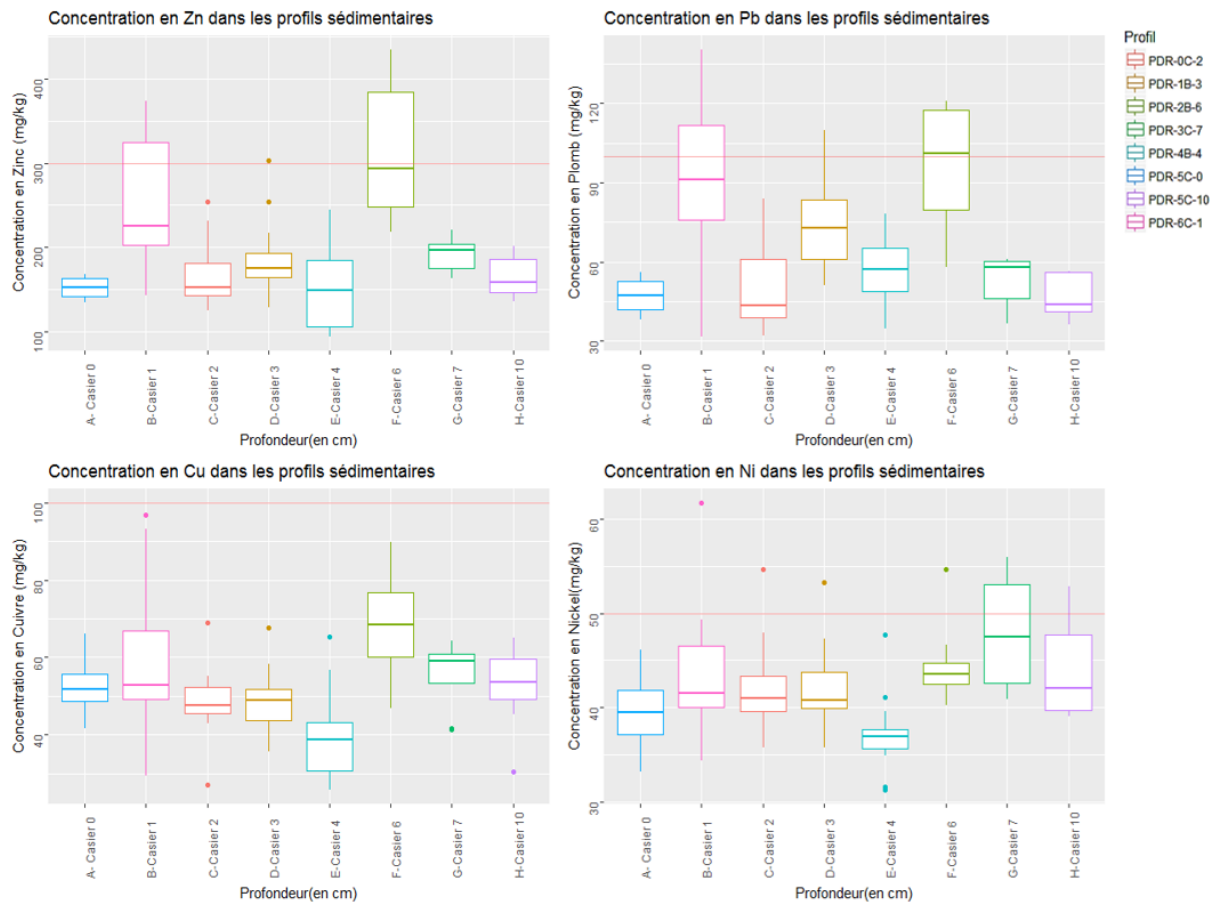 Concentration en Zn dans les profils sédimentaires
Concentration en Zinc (mg/kg)
400
300
200
100
A- Casier 0
B-Casier 1
C-Casier 2
D-Casier 3
E-Casier 4
F-Casier 6
G-Casier 7
H-Casier 10
Profondeur(en cm)
Concentration en Pb dans les profils sédimentaires
Concentration en Plomb (mg/kg)
120
90
60
30
A- Casier 0
B-Casier 1
C-Casier 2
D-Casier 3
E-Casier 4
F-Casier 6
G-Casier 7
H-Casier 10
Profondeur(en cm)
Profil
PDR-0C-2
PDR-1B-3
PDR-2B-6
PDR-3C-7
PDR-4B-4
PDR-5C-0
PDR-5C-10
PDR-6C-1
Concentration en Cu dans les profils sédimentaires
Concentration en Cuivre (mg/kg)
100
80
60
40
A- Casier 0
B-Casier 1
C-Casier 2
D-Casier 3
E-Casier 4
F-Casier 6
G-Casier 7
H-Casier 10
Profondeur(en cm)
Concentration en Ni dans les profils sédimentaires
Concentration en Nickel(mg/kg)
60
50
40
30
A- Casier 0
B-Casier 1
C-Casier 2
D-Casier 3
E-Casier 4
F-Casier 6
G-Casier 7
H-Casier 10
Profondeur(en cm)